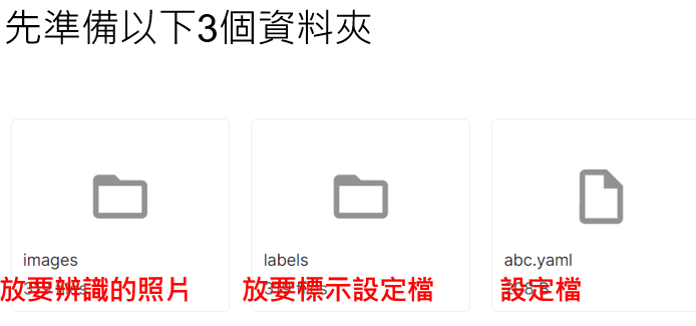 先準備以下3個資料夾
images
labels
abc.yaml
放要辨識的照片
放要標示設定檔
設定檔